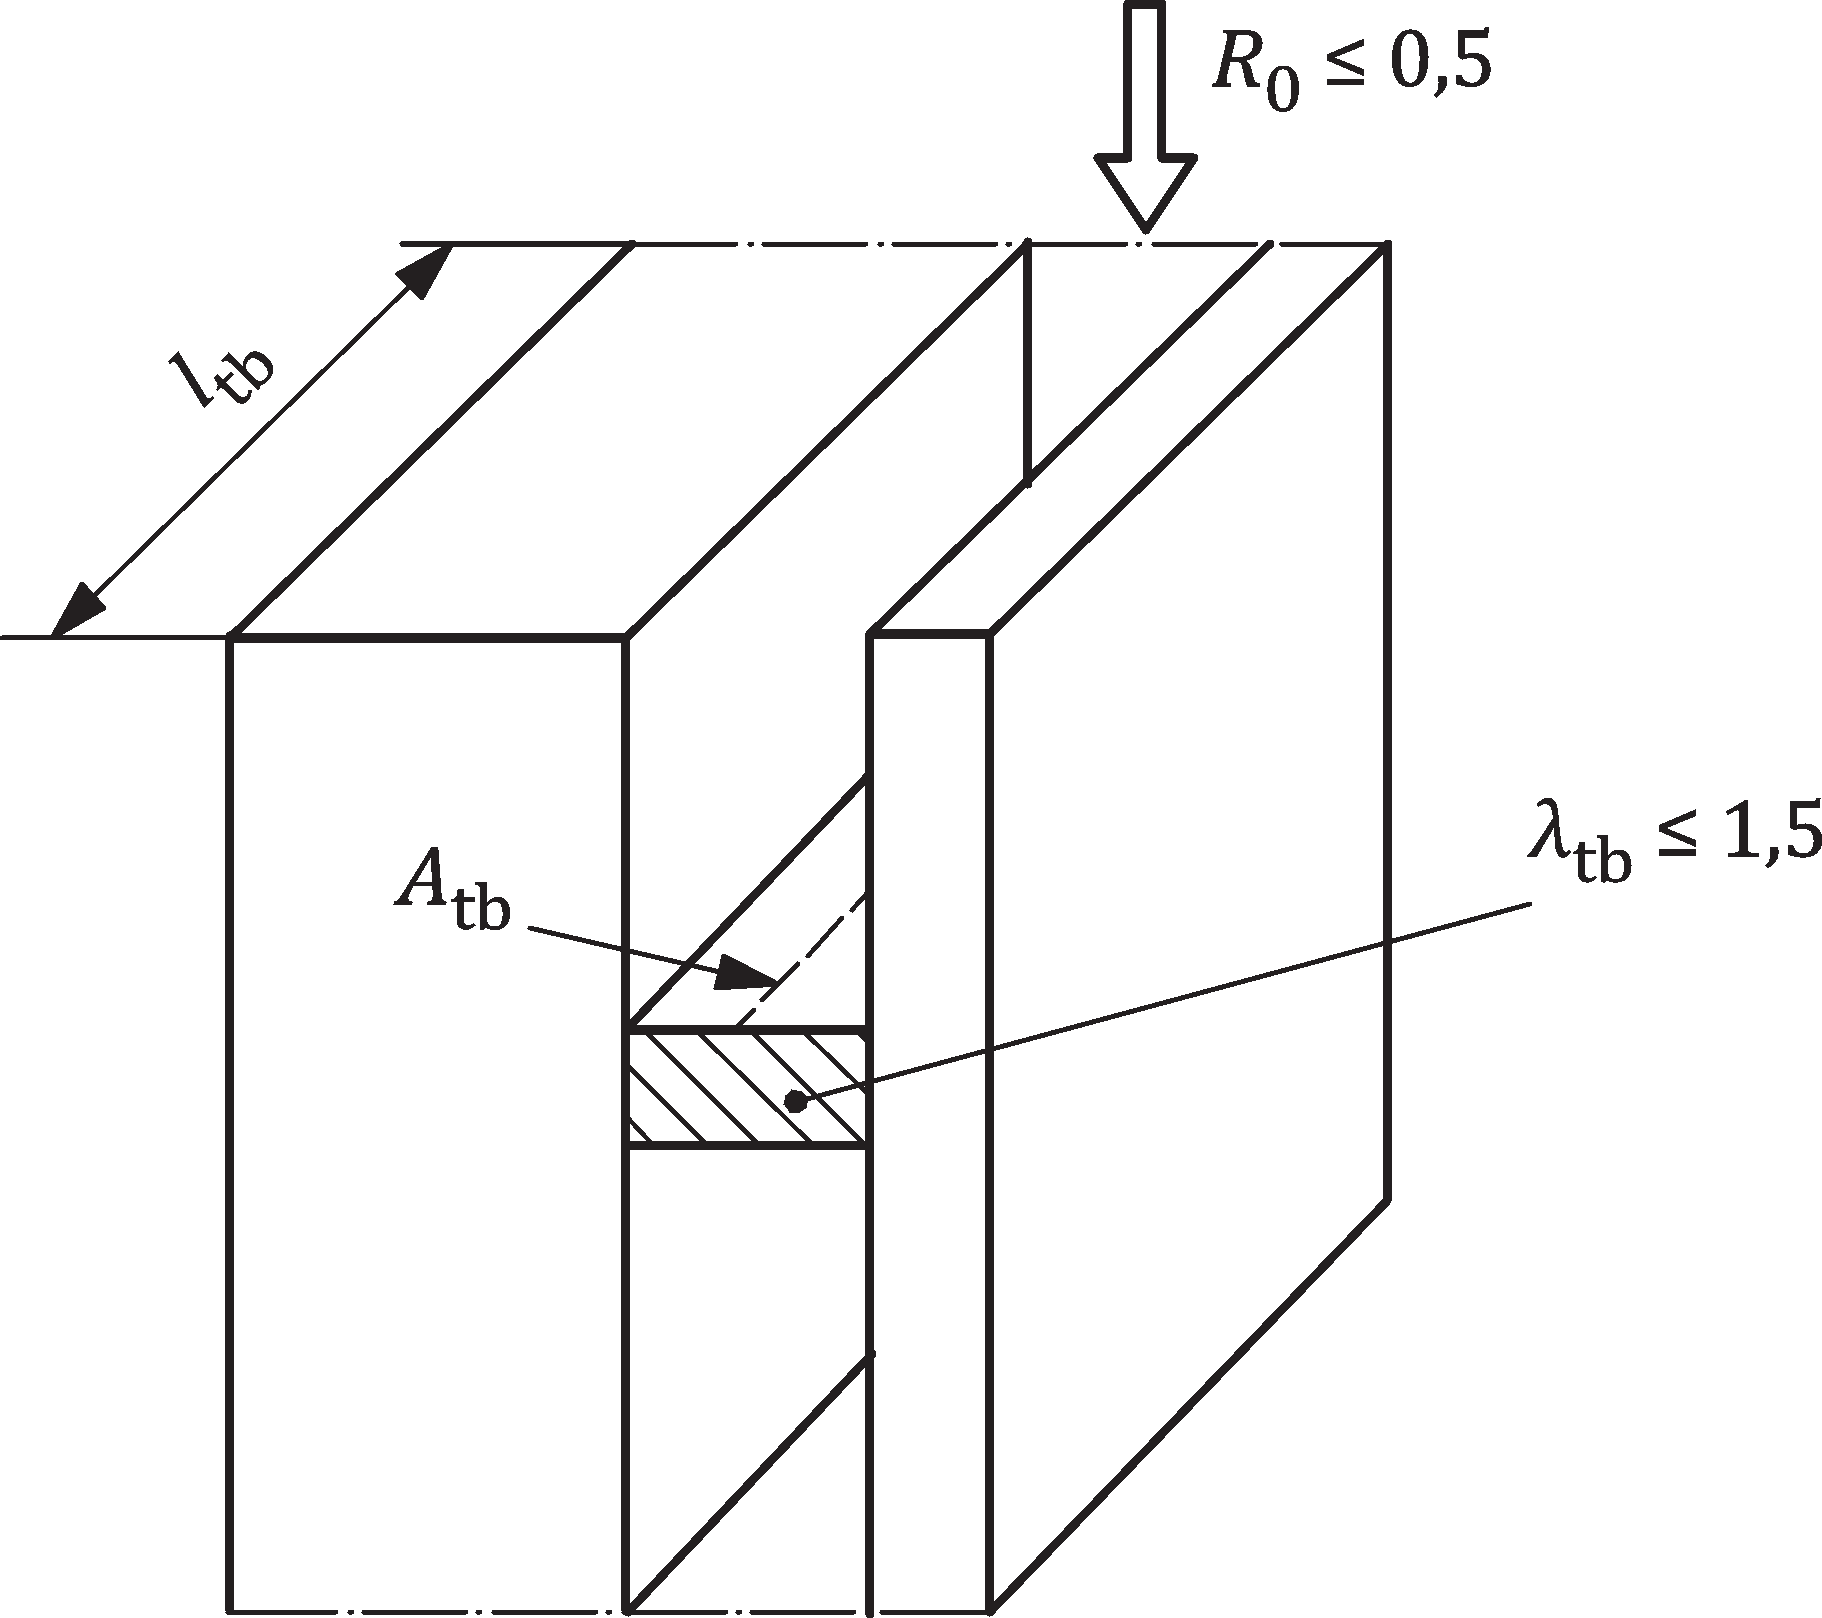 R₀ ≤ 0,5
lₜb
Aₜb
λₜb ≤ 1,5